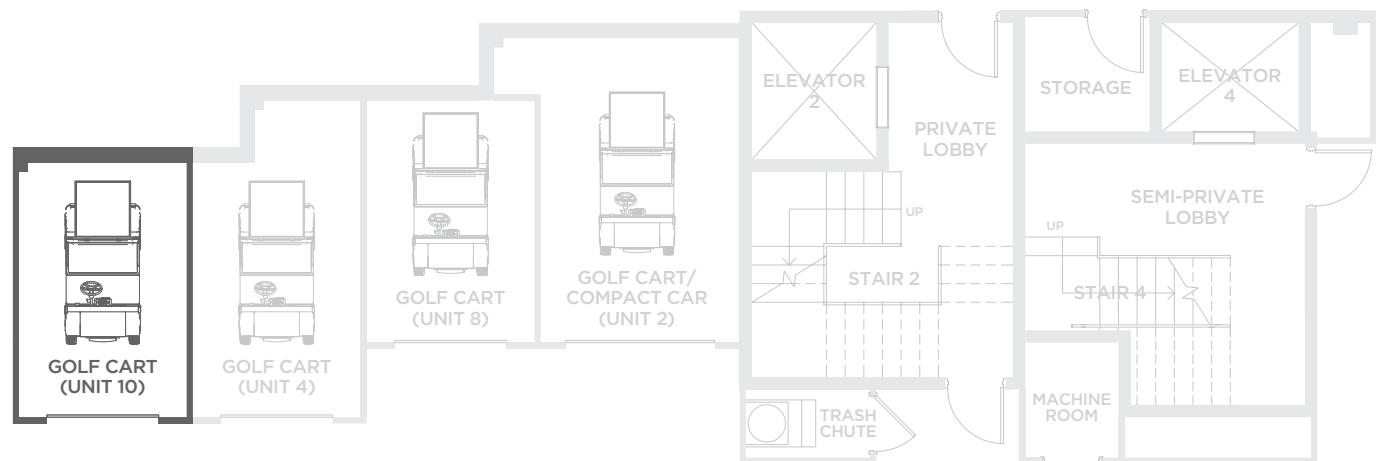 ELEVATOR
2
PRIVATE
LOBBY
STORAGE
ELEVATOR
4
SEMI-PRIVATE
LOBBY
UP
UP
STAIR 2
STAIR 4
GOLF CART/
COMPACT CAR
(UNIT 2)
GOLF CART
(UNIT 8)
GOLF CART
(UNIT 4)
GOLF CART
(UNIT 10)
TRASH
CHUTE
MACHINE
ROOM